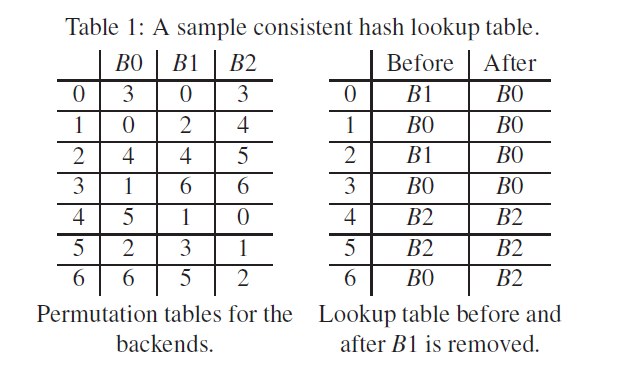 Table 1: A sample consistent hash lookup table.
B0 B1 B2 Before After
0 3 0 3 0 B1 B0
1 0 2 4 1 B0 B0
2 4 4 5 2 B1 B0
3 1 6 6 3 B0 B0
4 5 1 0 4 B2 B2
5 2 3 1 5 B2 B2
6 6 5 2 6 B0 B2
Permutation tables for the Lookup table before and
backends. after B1 is removed.